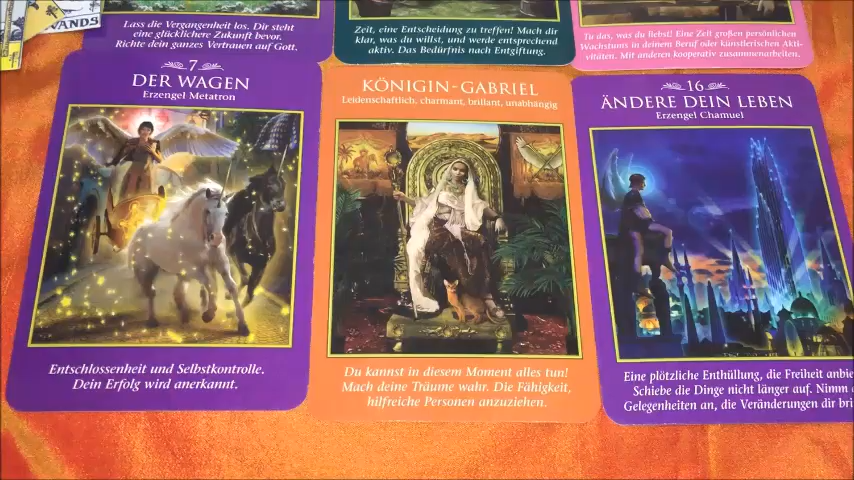 WANDS
Lass die Vergangenheit los. Dir steht
eine glücklichere Zukunft bevor.
Richte dein ganzes Vertrauen auf Gott.
Zeit, eine Entscheidung zu treffen! Mach dir
klar, was du willst, und werde entsprechend
aktiv. Das Bedürfnis nach Entgiftung.
Tu das, was du liebst! Eine Zeit großen persönlichen
Wachstums in deinem Beruf oder künstlerischen Akti-
vitäten. Mit anderen kooperativ zusammenarbeiten.
7
DER WAGEN
Erzengel Metatron
Entschlossenheit und Selbstkontrolle.
Dein Erfolg wird anerkannt.
KÖNIGIN-GABRIEL
Leidenschaftlich, charmant, brillant, unabhängig
Du kannst in diesem Moment alles tun!
Mach deine Träume wahr. Die Fähigkeit,
hilfreiche Personen anzuziehen.
16
ÄNDERE DEIN LEBEN
Erzengel Chamuel
Eine plötzliche Enthüllung, die Freiheit anbie
Schiebe die Dinge nicht länger auf. Nimm
Gelegenheiten an, die Veränderungen dir bri